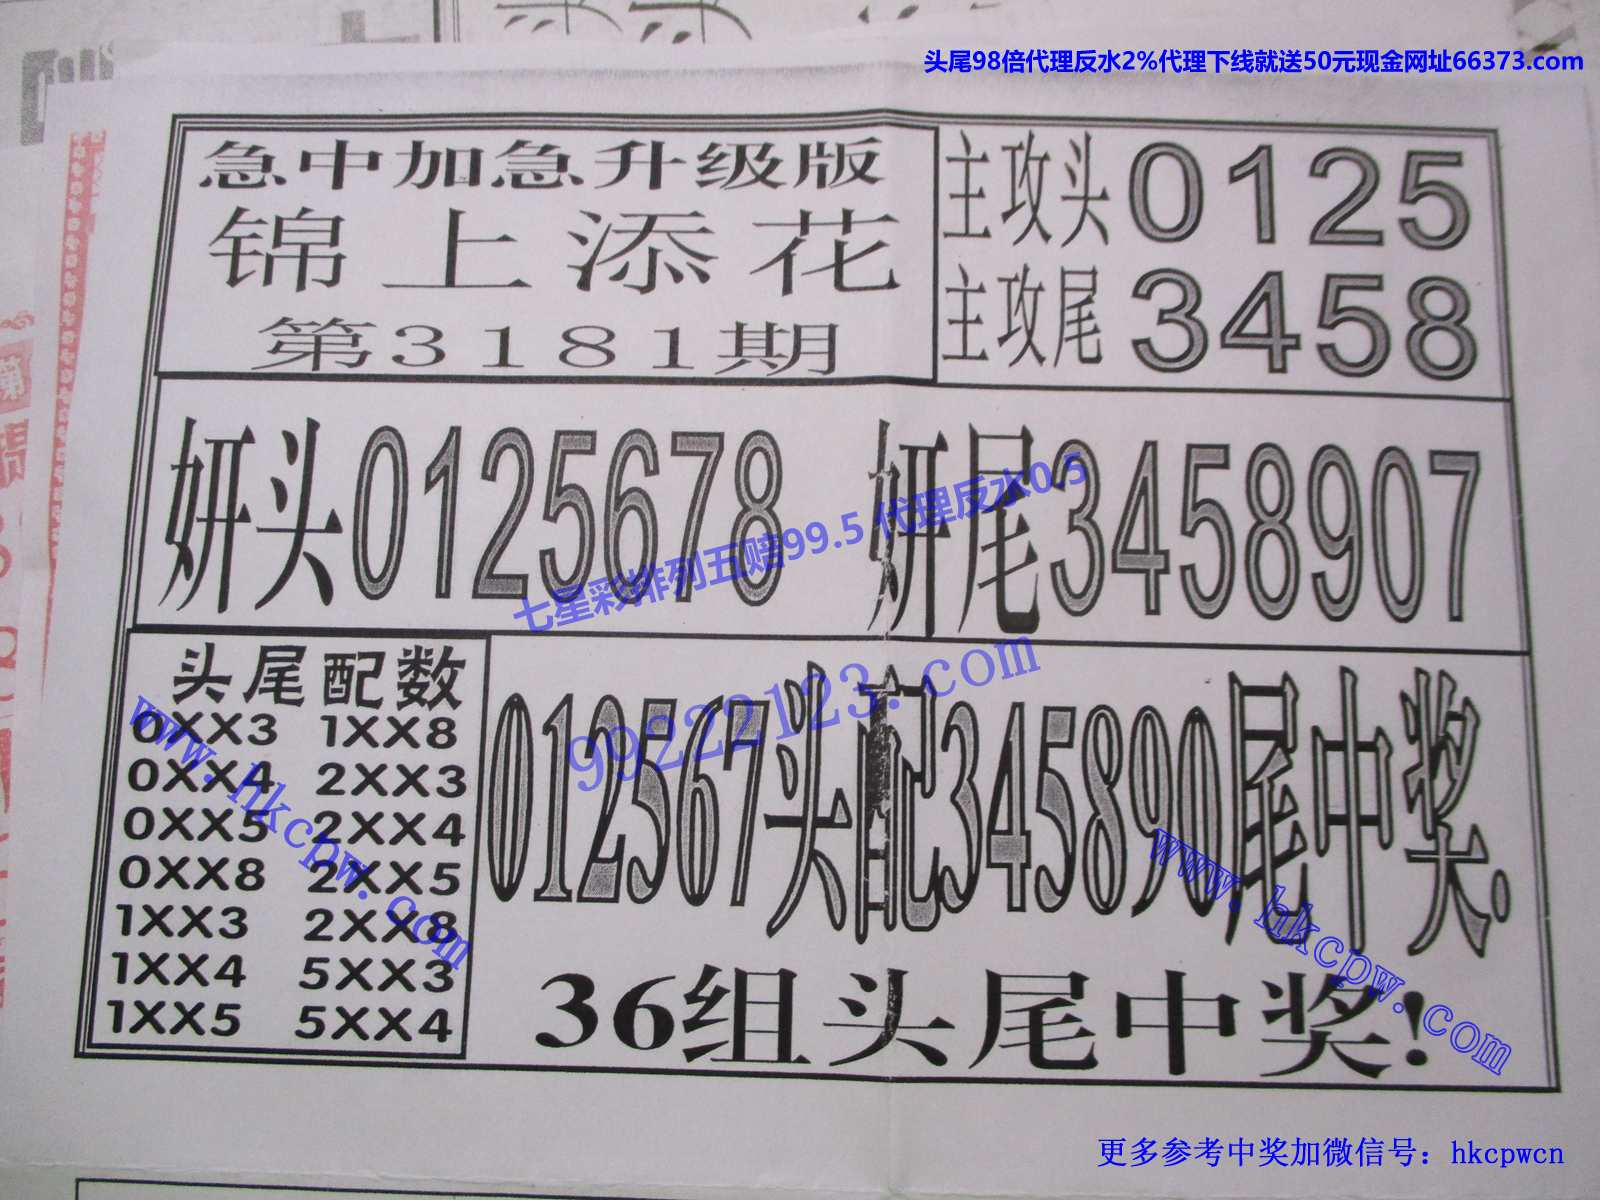 头尾98倍代理反水2%代理下线就送50元现金网址66373.com
急中加急升级版
锦上添花
第3181期
主攻头0125
主攻尾3458
妍头0125678 妍尾3458907
七星彩排列五赔99.5 代理反水0.5
头尾配数
0XX3 1XX8
0XX4 2XX3
0XX5 2XX4
0XX8 2XX5
1XX3 2XX8
1XX4 5XX3
1XX5 5XX4
012567头配345890尾中奖.
36组头尾中奖!
99222123.com
www.hkcpw.com
www.hkcpw.com
更多参考中奖加微信号：hkcpwcn